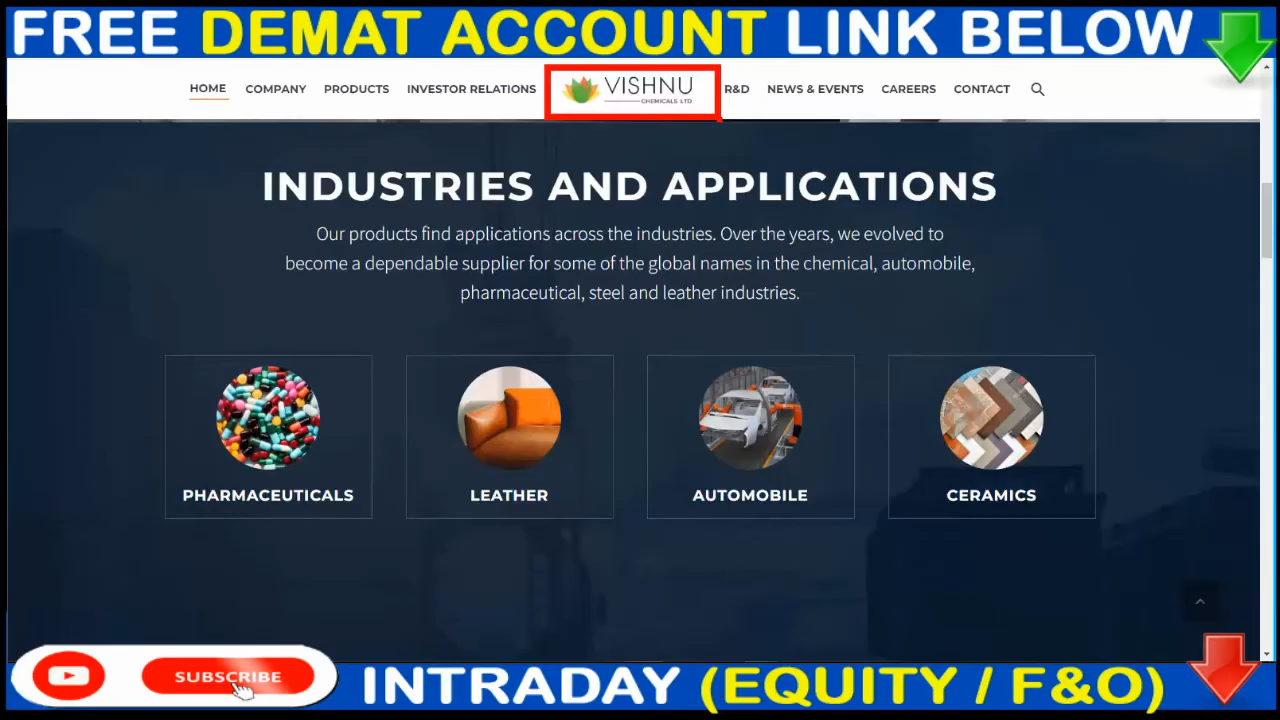 FREE DEMAT ACCOUNT LINK BELOW
HOME COMPANY PRODUCTS INVESTOR RELATIONS VISHNU CHEMICALS LTD R&D NEWS & EVENTS CAREERS CONTACT
INDUSTRIES AND APPLICATIONS
Our products find applications across the industries. Over the years, we evolved to
become a dependable supplier for some of the global names in the chemical, automobile,
pharmaceutical, steel and leather industries.
PHARMACEUTICALS LEATHER AUTOMOBILE CERAMICS
SUBSCRIBE INTRADAY (EQUITY / F&O)